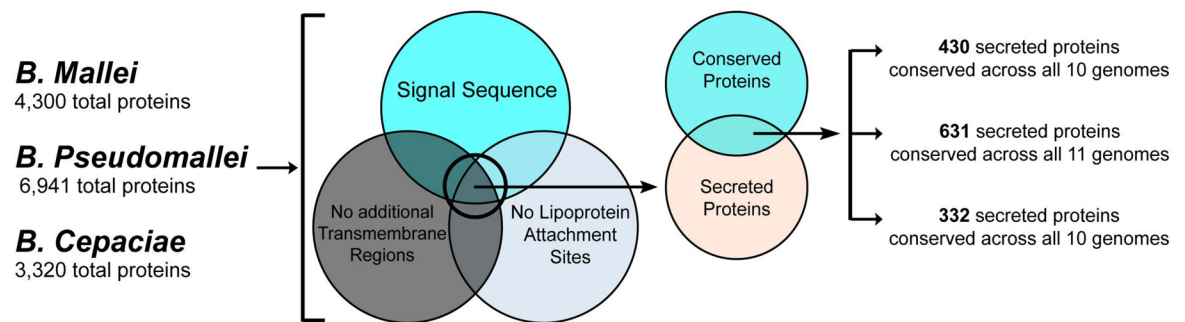 B. Mallei
4,300 total proteins
B. Pseudomallei
6,941 total proteins
B. Cepaciae
3,320 total proteins
Signal Sequence
No additional
Transmembrane
Regions
No Lipoprotein
Attachment
Sites
Conserved
Proteins
Secreted
Proteins
430 secreted proteins
conserved across all 10 genomes
631 secreted proteins
conserved across all 11 genomes
332 secreted proteins
conserved across all 10 genomes